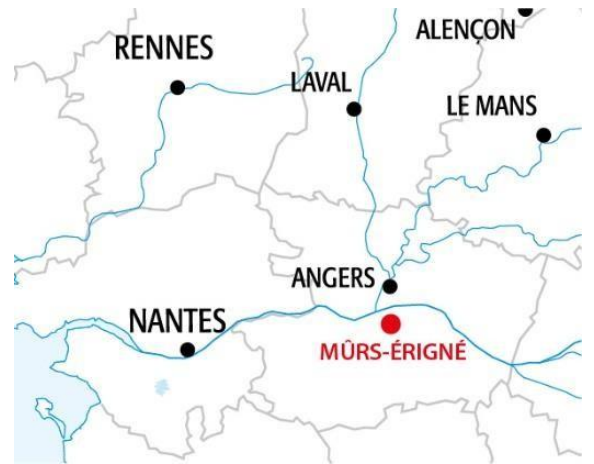 ALENÇON
RENNES
LAVAL
LE MANS
ANGERS
NANTES
MÛRS-ÉRIGNÉ